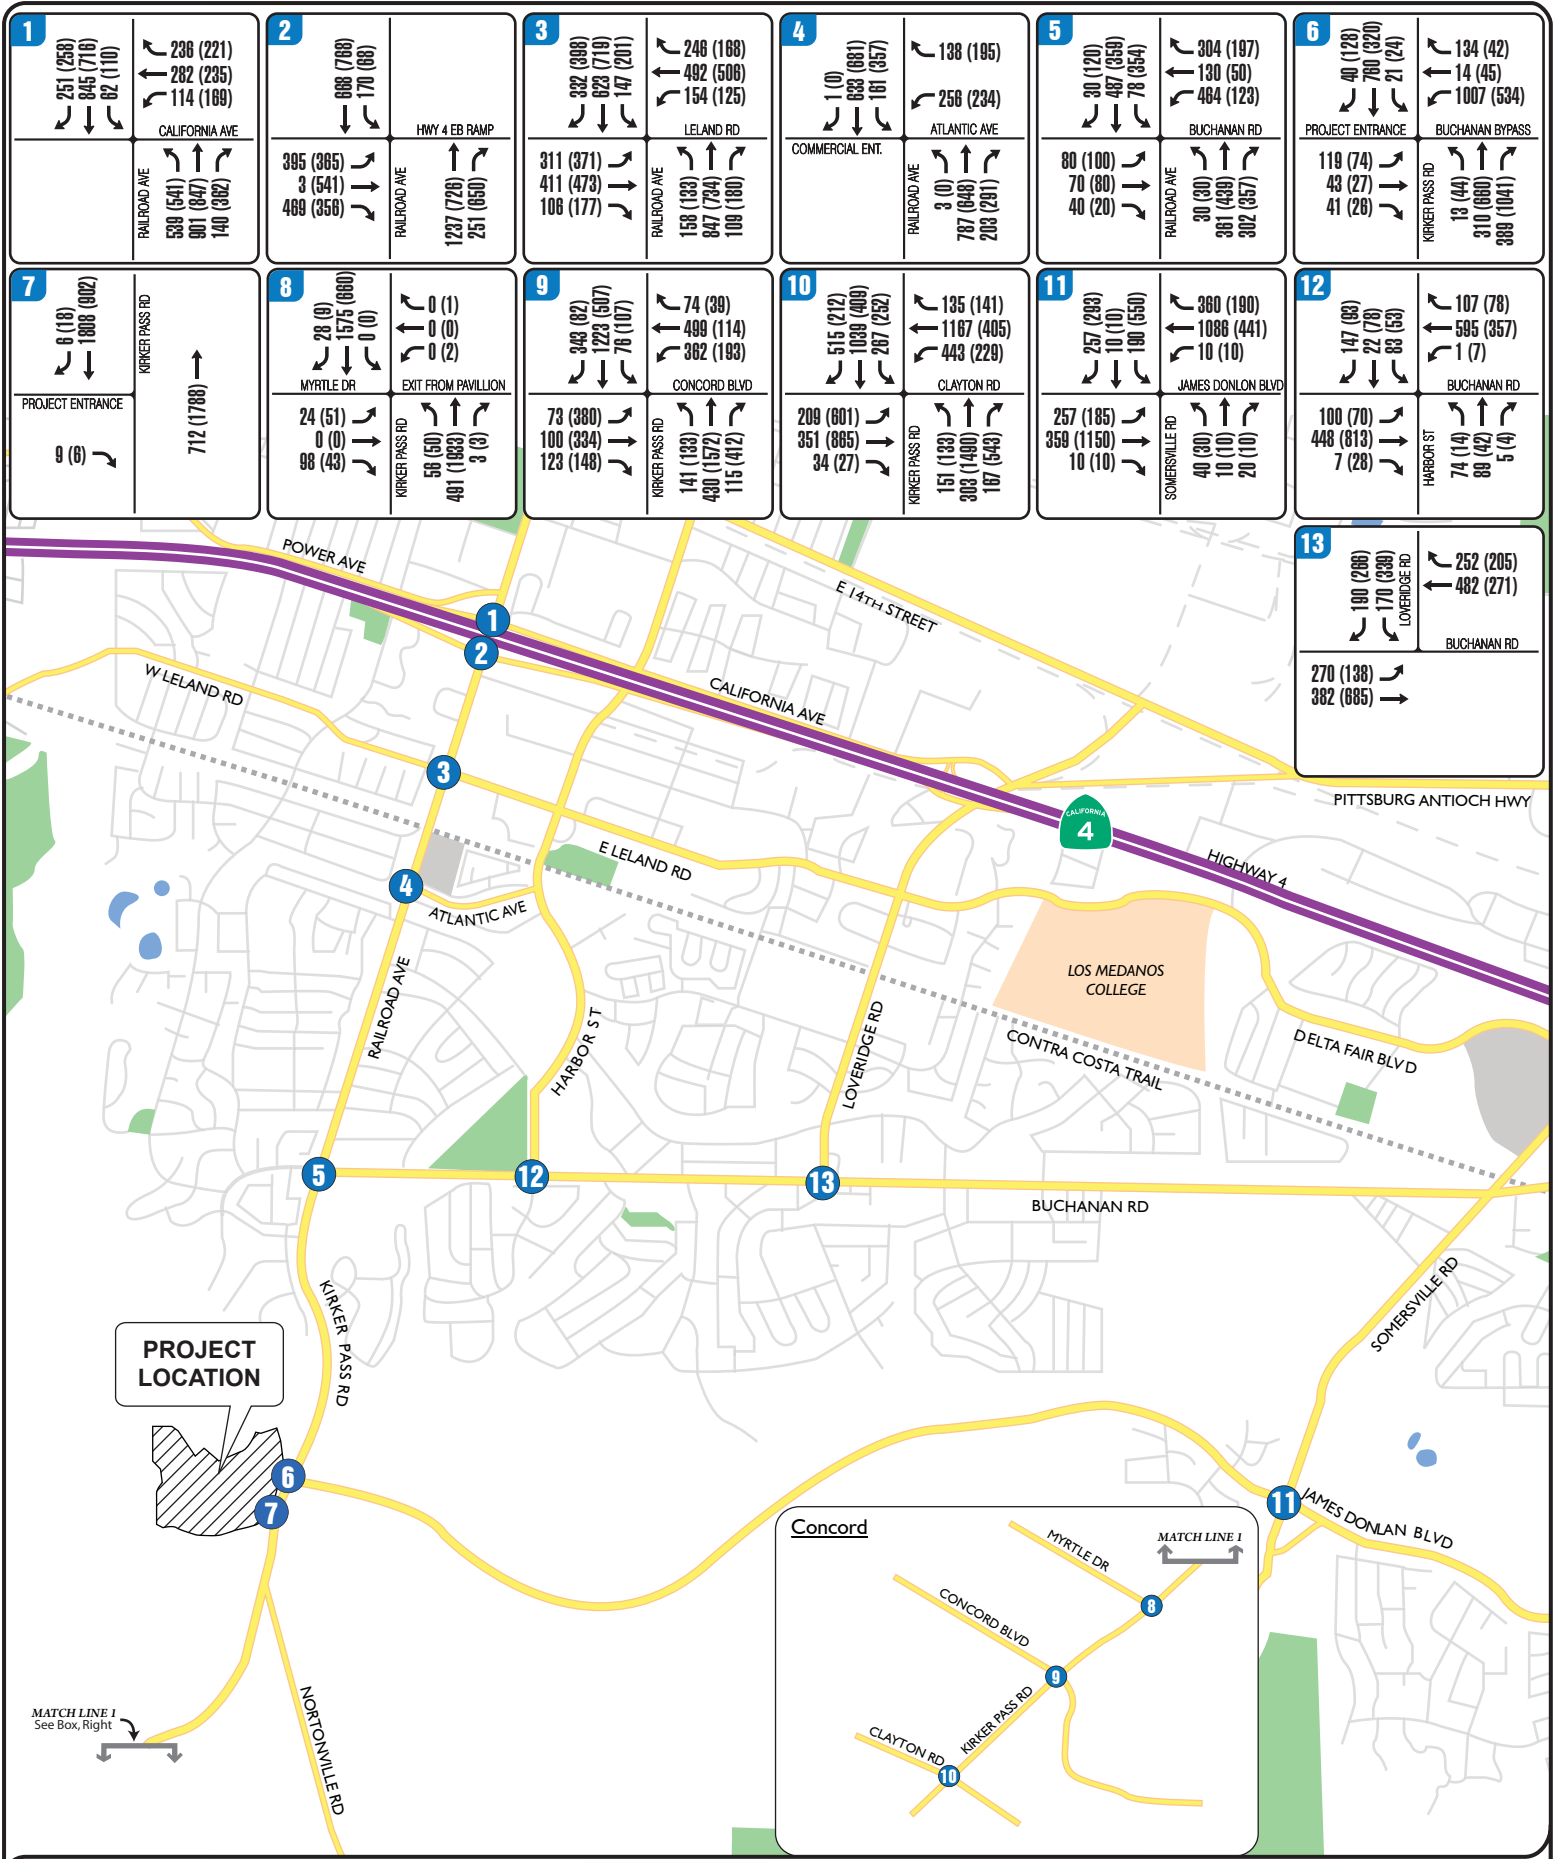 1
251 (258)
845 (716)
62 (110)
236 (221)
282 (235)
114 (169)
CALIFORNIA AVE
RAILROAD AVE
539 (541)
901 (847)
140 (362)
2
668 (768)
170 (68)
HWY 4 EB RAMP
395 (365)
3 (541)
469 (356)
RAILROAD AVE
1237 (726)
251 (650)
3
332 (398)
623 (719)
147 (201)
246 (168)
492 (506)
154 (125)
LELAND RD
311 (371)
411 (473)
106 (177)
RAILROAD AVE
158 (133)
847 (734)
109 (180)
4
1 (0)
633 (681)
161 (357)
138 (195)
256 (234)
ATLANTIC AVE
COMMERCIAL ENT.
RAILROAD AVE
3 (0)
787 (648)
203 (291)
5
30 (120)
487 (359)
78 (354)
304 (197)
130 (50)
464 (123)
BUCHANAN RD
80 (100)
70 (80)
40 (20)
RAILROAD AVE
30 (30)
361 (439)
302 (357)
6
40 (128)
760 (320)
21 (24)
134 (42)
14 (45)
1007 (534)
PROJECT ENTRANCE
BUCHANAN BYPASS
119 (74)
43 (27)
41 (26)
KIRKER PASS RD
13 (44)
310 (660)
389 (1041)
7
6 (18)
1808 (902)
KIRKER PASS RD
PROJECT ENTRANCE
9 (6)
712 (1788)
8
28 (9)
1575 (660)
0 (0)
0 (1)
0 (0)
0 (2)
MYRTLE DR
EXIT FROM PAVILLION
24 (51)
0 (0)
98 (43)
KIRKER PASS RD
56 (50)
491 (1833)
3 (3)
9
343 (62)
1223 (507)
76 (107)
74 (39)
499 (114)
362 (193)
CONCORD BLVD
73 (380)
100 (334)
123 (148)
KIRKER PASS RD
141 (133)
430 (1572)
115 (412)
10
515 (212)
1039 (409)
267 (252)
135 (141)
1167 (405)
443 (229)
CLAYTON RD
209 (601)
351 (865)
34 (27)
KIRKER PASS RD
151 (133)
303 (1490)
167 (543)
11
257 (293)
10 (10)
190 (550)
360 (190)
1086 (441)
10 (10)
JAMES DONLON BLVD
257 (185)
359 (1150)
10 (10)
SOMERSVILLE RD
40 (30)
10 (10)
20 (10)
12
147 (63)
22 (78)
83 (53)
107 (78)
595 (357)
1 (7)
BUCHANAN RD
100 (70)
448 (813)
7 (28)
HARBOR ST
74 (14)
89 (42)
5 (4)
13
190 (266)
170 (339)
LOVERIDGE RD
252 (205)
482 (271)
BUCHANAN RD
270 (138)
382 (685)
POWER AVE
E 14TH STREET
1
2
W LELAND RD
CALIFORNIA AVE
3
PITTSBURG ANTIOCH HWY
CALIFORNIA
4
E LELAND RD
HIGHWAY 4
4
ATLANTIC AVE
LOS MEDANOS
COLLEGE
RAILROAD AVE
HARBOR ST
LOVERIDGE RD
CONTRA COSTA TRAIL
DELTA FAIR BLVD
5
12
13
BUCHANAN RD
KIRKER PASS RD
SOMERSVILLE RD
PROJECT
LOCATION
6
7
11
JAMES DONLAN BLVD
Concord
MYRTLE DR
MATCH LINE 1
8
CONCORD BLVD
9
KIRKER PASS RD
CLAYTON RD
10
NORTONVILLE RD
MATCH LINE 1
See Box, Right